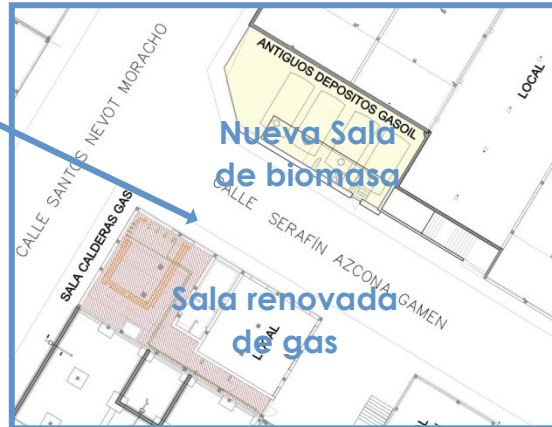 ANTIGUOS DEPOSITOS GASOIL
LOCAL
CALLE SANTOS NEVOT MORACHO
Nueva Sala
de biomasa
CALLE SERAFÍN AZCONA GAMEN
SALA CALDERAS GAS
Sala renovada
de gas
LOCAL